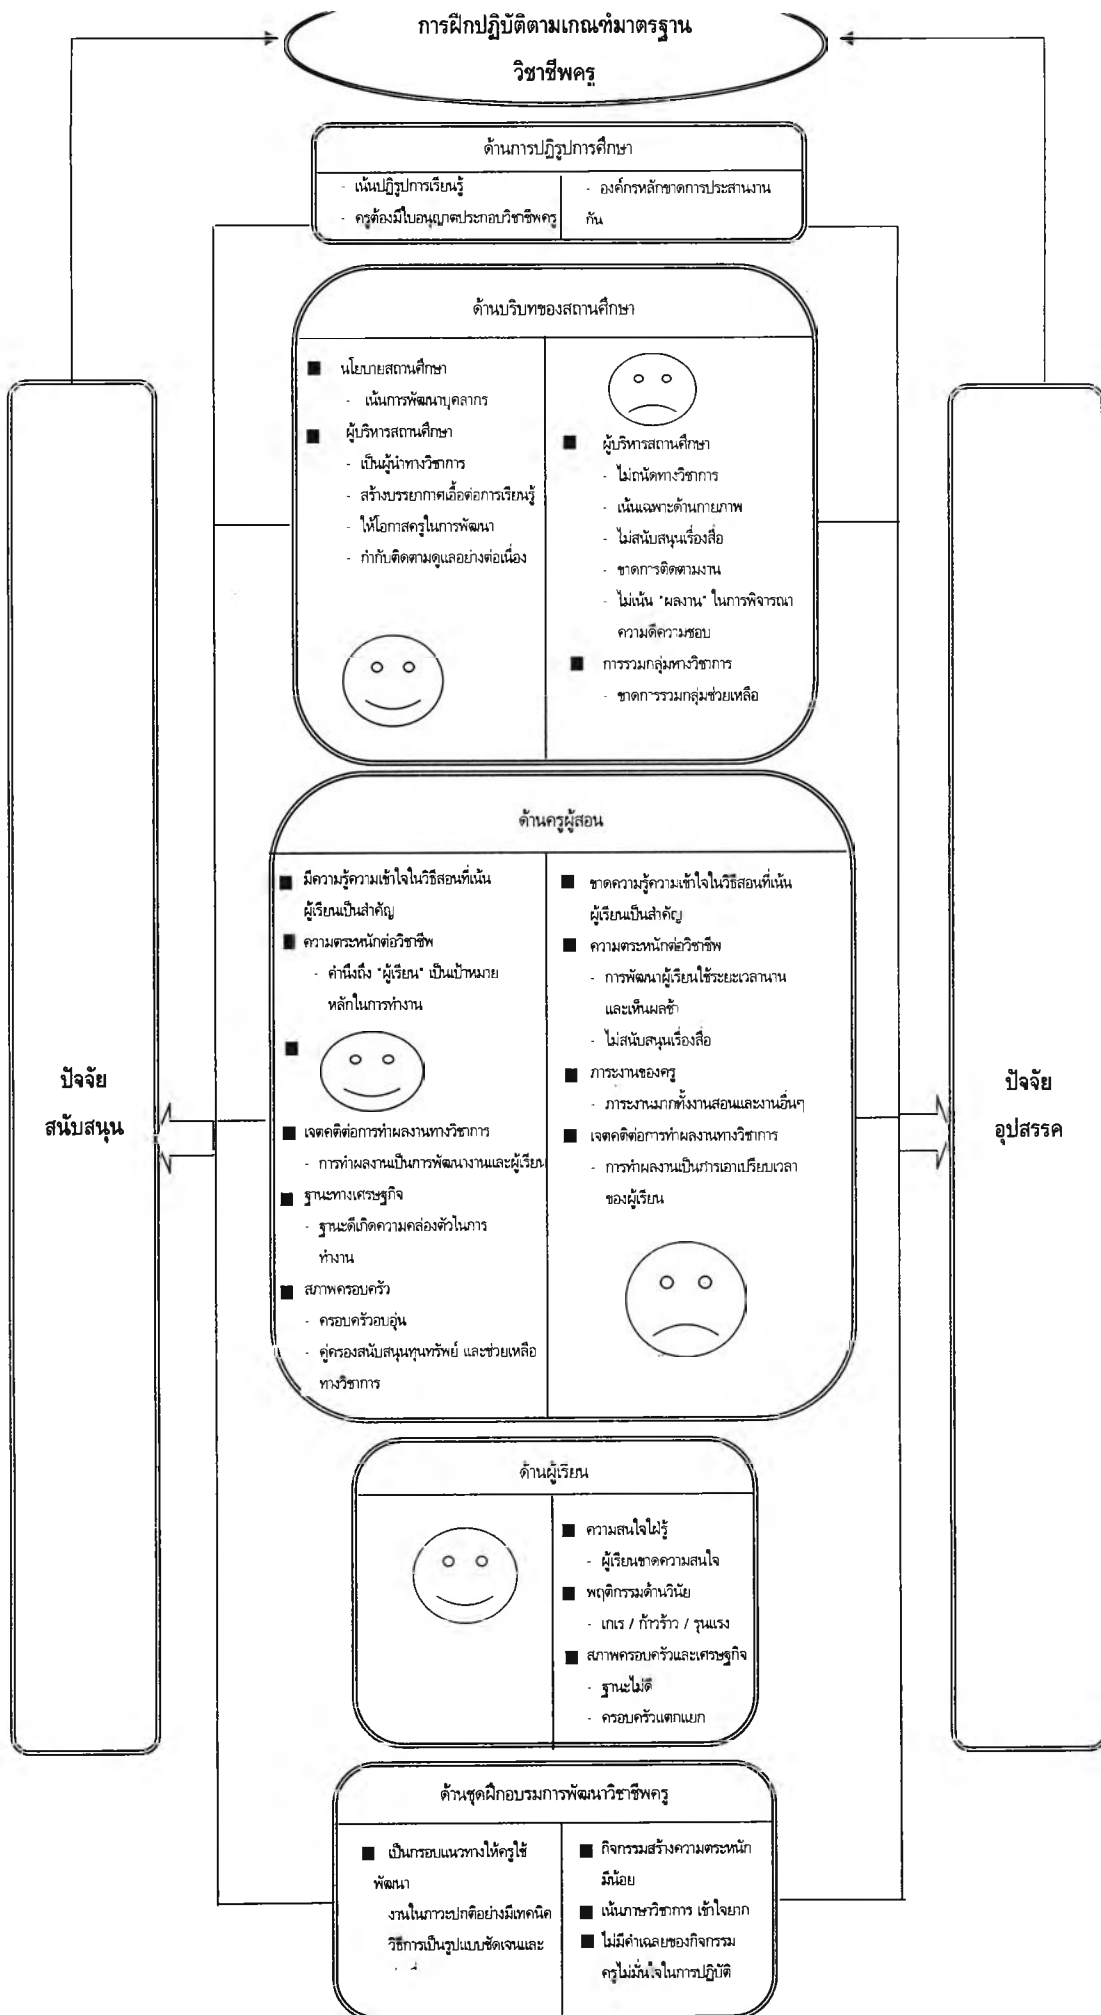 การฝึกปฏิบัติตามเกณฑ์มาตรฐาน
วิชาชีพครู
ด้านการปฏิรูปการศึกษา
- เน้นปฏิรูปการเรียนรู้
- ครูต้องมีใบอนุญาตประกอบวิชาชีพครู
- องค์กรหลักขาดการประสานงาน
กัน
ด้านบริบทของสถานศึกษา
■ นโยบายสถานศึกษา
- เน้นการพัฒนาบุคลากร
■ ผู้บริหารสถานศึกษา
- เป็นผู้นำทางวิชาการ
- สร้างบรรยากาศเอื้อต่อการเรียนรู้
- ให้โอกาสครูในการพัฒนา
- กำกับติดตามดูแลอย่างต่อเนื่อง
■ ผู้บริหารสถานศึกษา
- ไม่ถนัดทางวิชาการ
- เน้นเฉพาะด้านกายภาพ
- ไม่สนับสนุนเรื่องสื่อ
- ขาดการติดตามงาน
- ไม่เน้น "ผลงาน" ในการพิจารณา
ความดีความชอบ
■ การรวมกลุ่มทางวิชาการ
- ขาดการรวมกลุ่มช่วยเหลือ
ด้านครูผู้สอน
■ มีความรู้ความเข้าใจในวิธีสอนที่เน้น
ผู้เรียนเป็นสำคัญ
■ ความตระหนักต่อวิชาชีพ
- คำนึงถึง "ผู้เรียน" เป็นเป้าหมาย
หลักในการทำงาน
■
■ เจตคติต่อการทำผลงานทางวิชาการ
- การทำผลงานเป็นการพัฒนางานและผู้เรียน
■ ฐานะทางเศรษฐกิจ
- ฐานะดีเกิดความคล่องตัวในการ
ทำงาน
■ สภาพครอบครัว
- ครอบครัวอบอุ่น
- คู่ครองสนับสนุนทุนทรัพย์ และช่วยเหลือ
ทางวิชาการ
■ ขาดความรู้ความเข้าใจในวิธีสอนที่เน้น
ผู้เรียนเป็นสำคัญ
■ ความตระหนักต่อวิชาชีพ
- การพัฒนาผู้เรียนใช้ระยะเวลานาน
และเห็นผลช้า
- ไม่สนับสนุนเรื่องสื่อ
■ ภาระงานของครู
- ภาระงานมากทั้งงานสอนและงานอื่นๆ
■ เจตคติต่อการทำผลงานทางวิชาการ
- การทำผลงานเป็นการเอาเปรียบเวลา
ของผู้เรียน
ปัจจัย
สนับสนุน
ปัจจัย
อุปสรรค
ด้านผู้เรียน
■ ความสนใจใฝ่รู้
- ผู้เรียนขาดความสนใจ
■ พฤติกรรมด้านวินัย
- เกเร / ก้าวร้าว / รุนแรง
■ สภาพครอบครัวและเศรษฐกิจ
- ฐานะไม่ดี
- ครอบครัวแตกแยก
ด้านชุดฝึกอบรมการพัฒนาวิชาชีพครู
■ เป็นกรอบแนวทางให้ครูใช้
พัฒนา
งานในภาวะปกติอย่างมีเทคนิค
วิธีการเป็นรูปแบบชัดเจนและ
■ กิจกรรมสร้างความตระหนัก
มีน้อย
■ เน้นภาษาวิชาการ เข้าใจยาก
■ ไม่มีคำเฉลยของกิจกรรม
ครูไม่มั่นใจในการปฏิบัติ